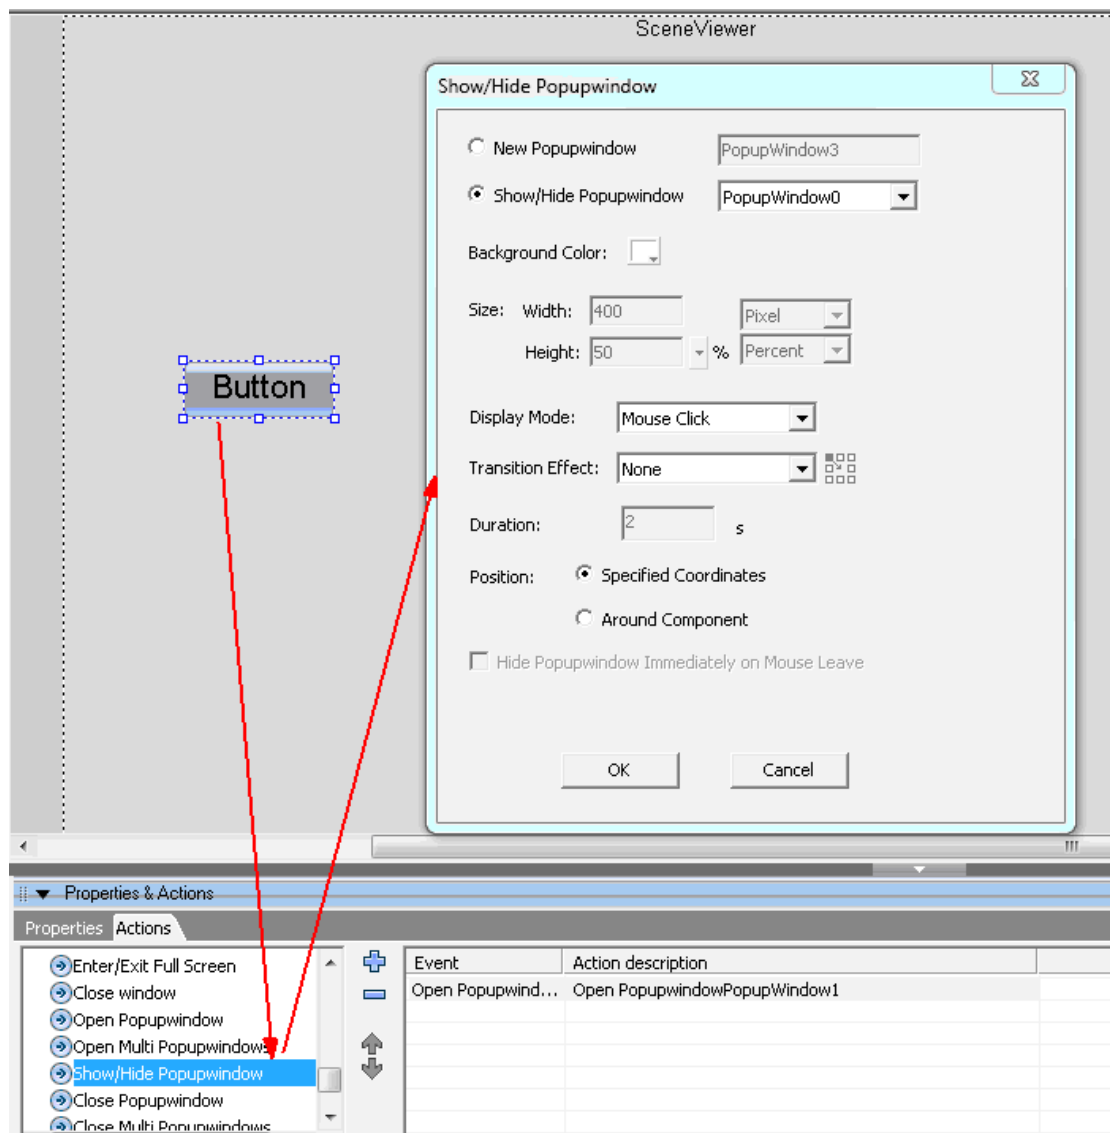 SceneViewer
Show/Hide Popupwindow
New Popupwindow PopupWindow3
Show/Hide Popupwindow PopupWindow0
Background Color:
Size: Width: 400 Pixel
Height: 50 % Percent
Button
Display Mode: Mouse Click
Transition Effect: None
Duration: 2 s
Position: Specified Coordinates
Around Component
Hide Popupwindow Immediately on Mouse Leave
OK Cancel
Properties & Actions
Properties Actions
Enter/Exit Full Screen
Close window
Open Popupwindow
Open Multi Popupwindows
Show/Hide Popupwindow
Close Popupwindow
Close Multi Popupwindows
Event Action description
Open Popupwind... Open PopupwindowPopupWindow1